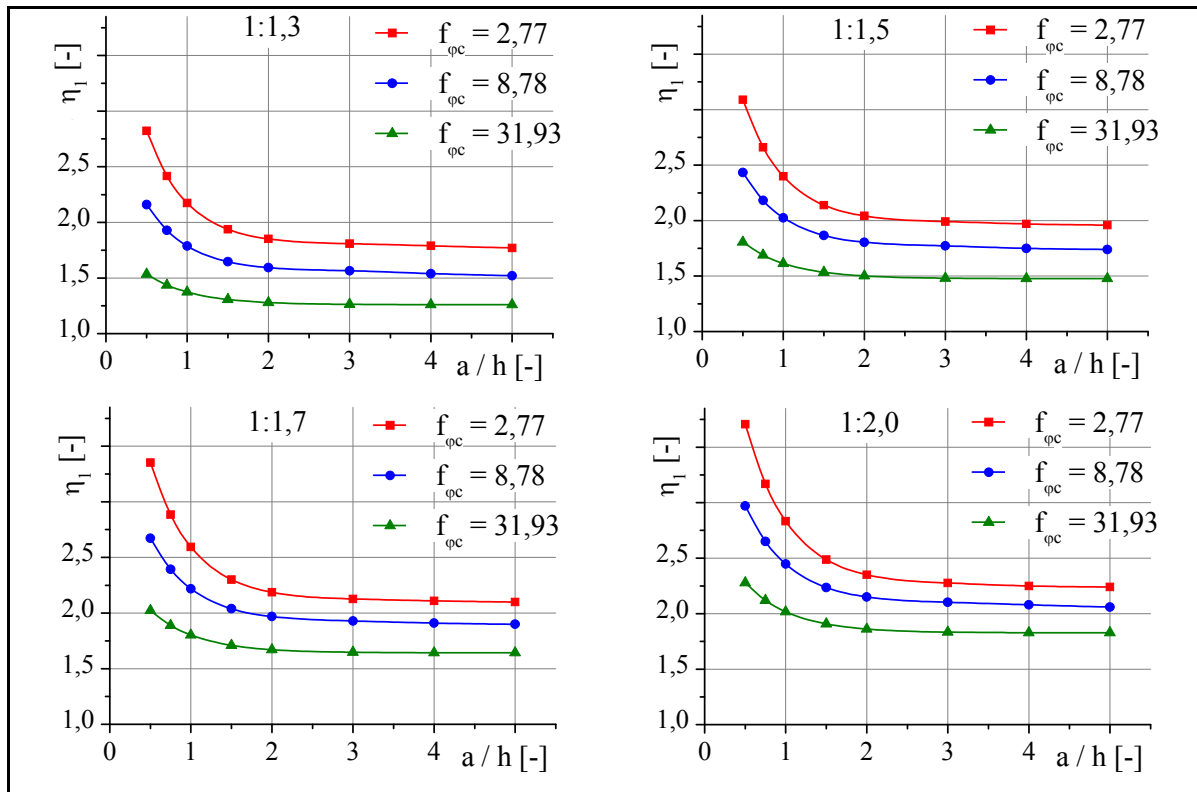 1:1,3
f_φc = 2,77
f_φc = 8,78
f_φc = 31,93
η_1 [-]
2,5
2,0
1,5
1,0
0 1 2 3 4 5
a / h [-]
1:1,5
f_φc = 2,77
f_φc = 8,78
f_φc = 31,93
η_1 [-]
2,5
2,0
1,5
1,0
0 1 2 3 4 5
a / h [-]
1:1,7
f_φc = 2,77
f_φc = 8,78
f_φc = 31,93
η_1 [-]
2,5
2,0
1,5
1,0
0 1 2 3 4 5
a / h [-]
1:2,0
f_φc = 2,77
f_φc = 8,78
f_φc = 31,93
η_1 [-]
2,5
2,0
1,5
1,0
0 1 2 3 4 5
a / h [-]